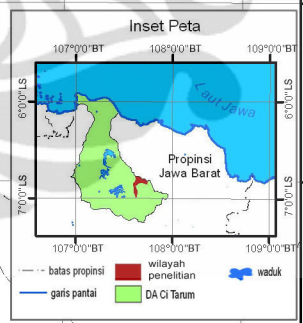 Inset Peta
107°0'0"BT 108°0'0"BT 109°0'0"BT
6°0'0"LS
6°0'0"LS
Laut Jawa
Propinsi
Jawa Barat
7°0'0"LS
7°0'0"LS
107°0'0"BT 108°0'0"BT 109°0'0"BT
batas propinsi
wilayah
penelitian
waduk
garis pantai
DA Ci Tarum